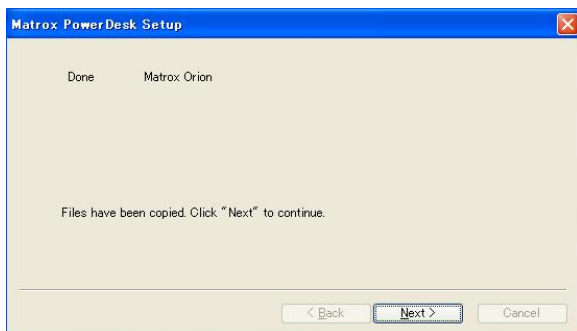 Matrox PowerDesk Setup
Done Matrox Orion
Files have been copied. Click "Next" to continue.
< Back Next > Cancel